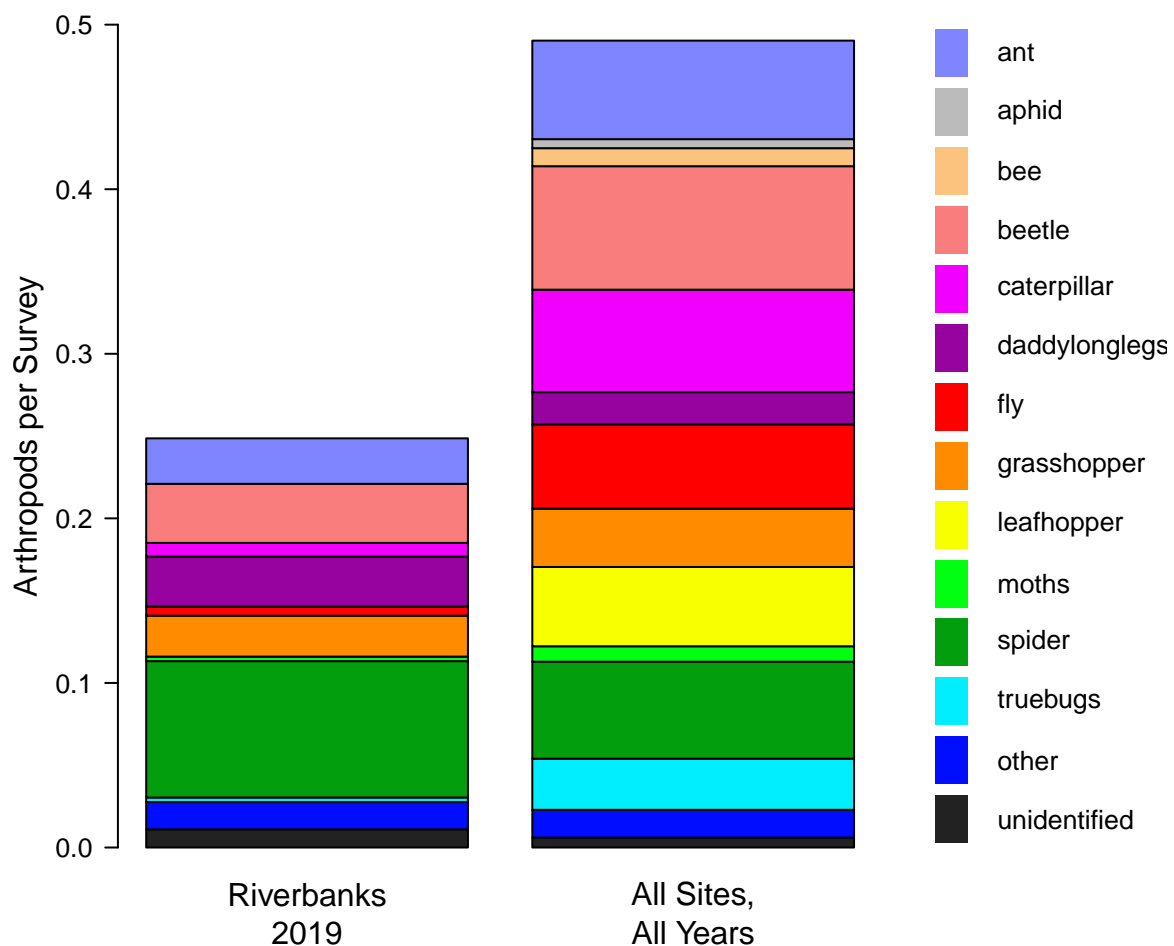 0.5
0.4
0.3
0.2
0.1
0.0
Arthropods per Survey
Riverbanks
2019
All Sites,
All Years
ant
aphid
bee
beetle
caterpillar
daddylonglegs
fly
grasshopper
leafhopper
moths
spider
truebugs
other
unidentified